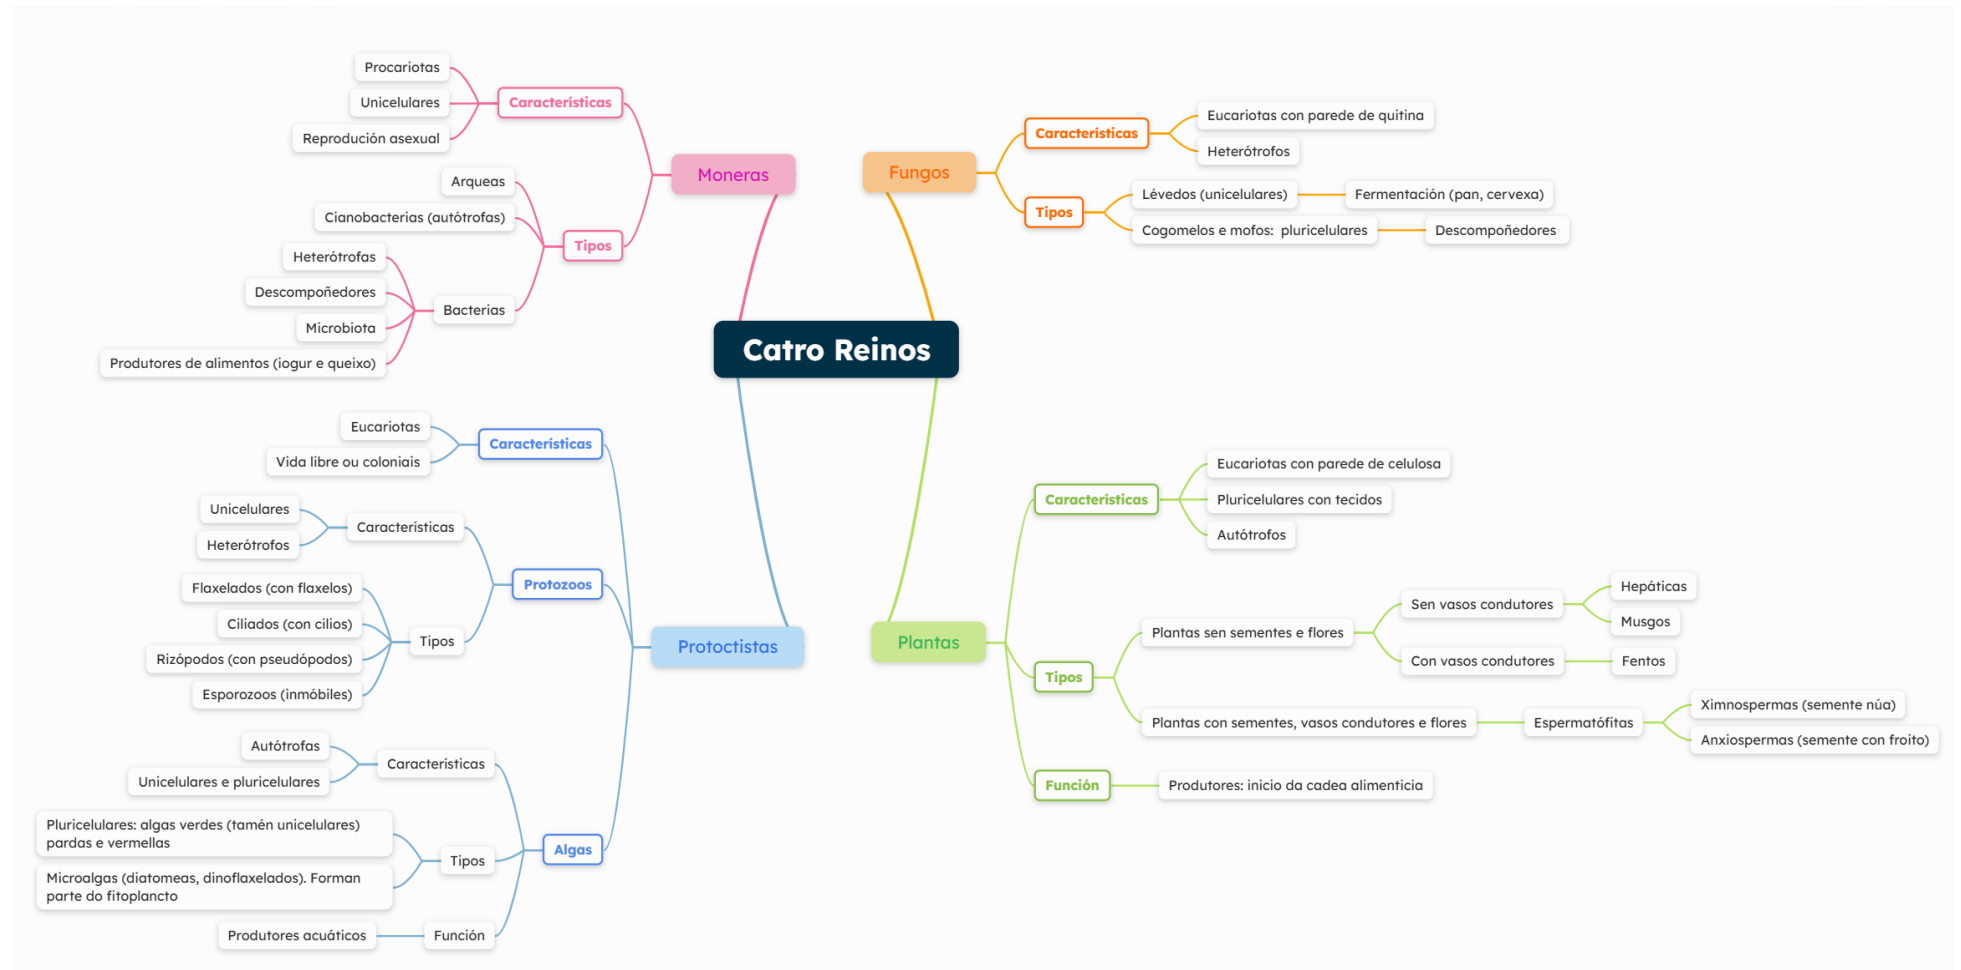 Catro Reinos
Moneras
Características
Procariotas
Unicelulares
Reprodución asexual
Tipos
Arqueas
Cianobacterias (autótrofas)
Bacterias
Heterótrofas
Descompoñedores
Microbiota
Produtores de alimentos (iogur e queixo)
Fungos
Características
Eucariotas con parede de quitina
Heterótrofos
Tipos
Lévedos (unicelulares)
Fermentación (pan, cervexa)
Cogomelos e mofos: pluricelulares
Descompoñedores
Protoctistas
Características
Eucariotas
Vida libre ou coloniais
Protozoos
Características
Unicelulares
Heterótrofos
Tipos
Flaxelados (con flaxelos)
Ciliados (con cilios)
Rizópodos (con pseudópodos)
Esporozoos (inmóbiles)
Algas
Características
Autótrofas
Unicelulares e pluricelulares
Tipos
Pluricelulares: algas verdes (tamén unicelulares)
pardas e vermellas
Microalgas (diatomeas, dinoflaxelados). Forman
parte do fitoplancto
Función
Produtores acuáticos
Plantas
Características
Eucariotas con parede de celulosa
Pluricelulares con tecidos
Autótrofos
Tipos
Plantas sen sementes e flores
Sen vasos condutores
Hepáticas
Musgos
Con vasos condutores
Fentos
Plantas con sementes, vasos condutores e flores
Espermatófitas
Ximnospermas (semente núa)
Anxiospermas (semente con froito)
Función
Produtores: inicio da cadea alimenticia